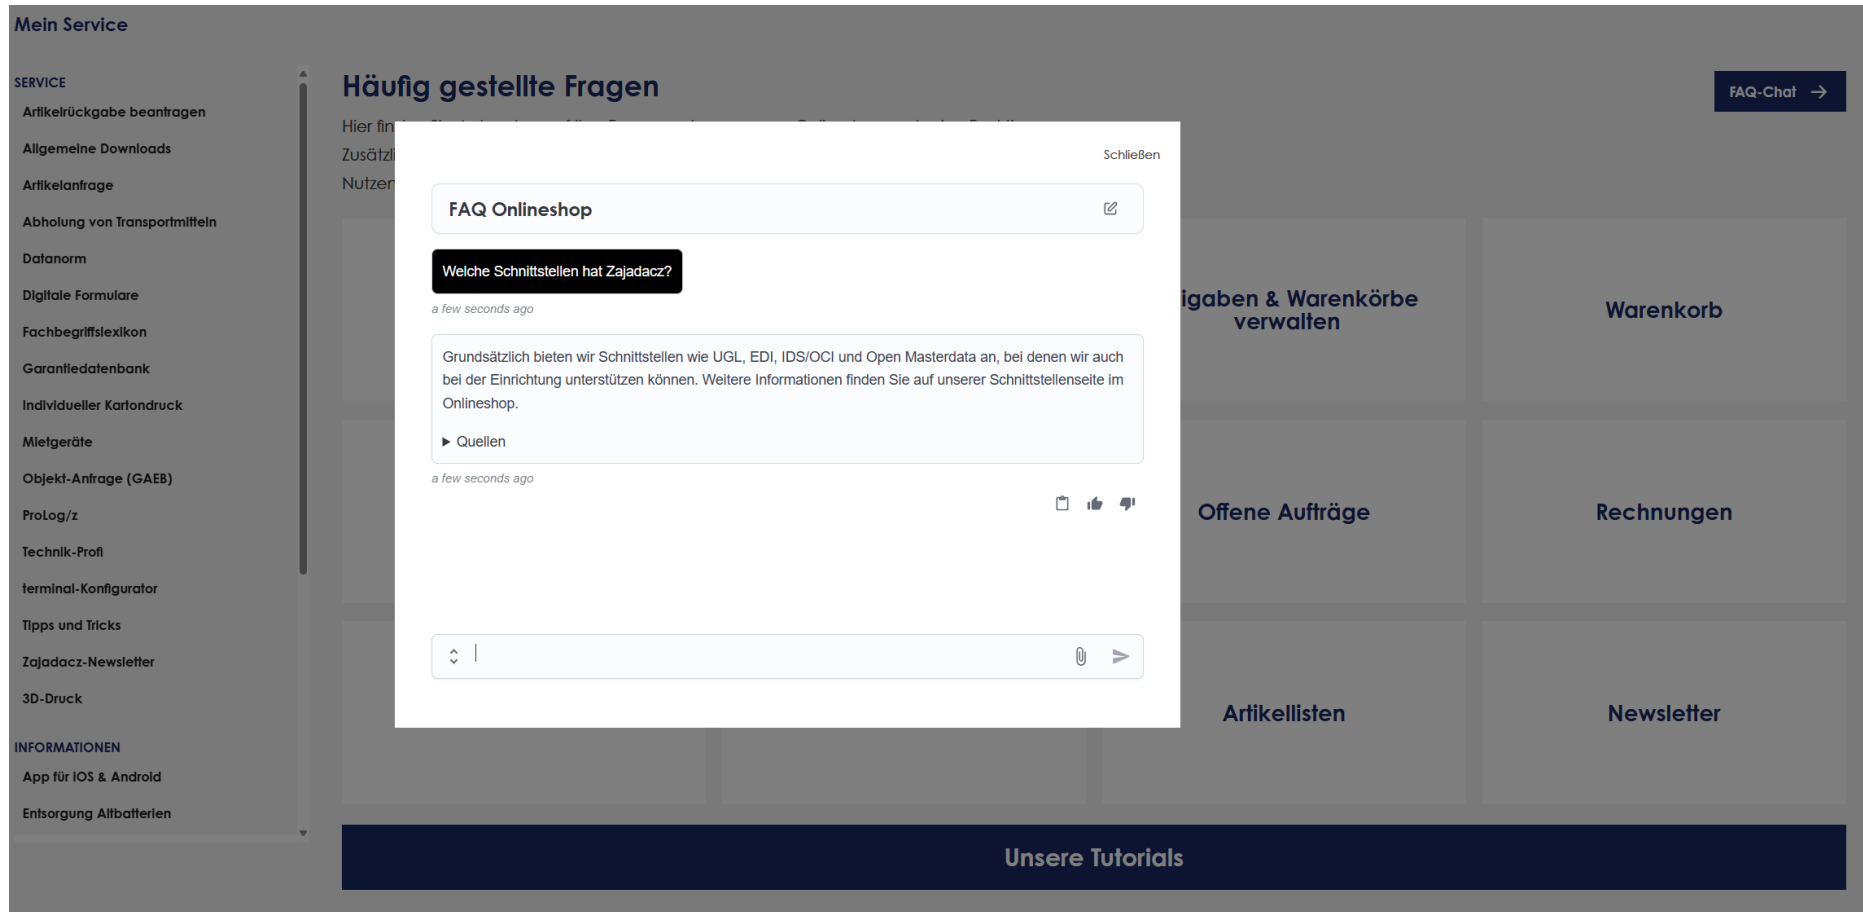 Mein Service
SERVICE
Artikelrückgabe beantragen
Allgemeine Downloads
Artikelanfrage
Abholung von Transportmitteln
Datanorm
Digitale Formulare
Fachbegriffslexikon
Garantiedatenbank
Individueller Kartondruck
Mietgeräte
Objekt-Anfrage (GAEB)
ProLog/z
Technik-Profi
terminal-Konfigurator
Tipps und Tricks
Zajadacz-Newsletter
3D-Druck
INFORMATIONEN
App für iOS & Android
Entsorgung Altbatterien
Häufig gestellte Fragen
FAQ-Chat
Hier fin
Zusätzli
Nutzen
Schließen
FAQ Onlineshop
Welche Schnittstellen hat Zajadacz?
a few seconds ago
Grundsätzlich bieten wir Schnittstellen wie UGL, EDI, IDS/OCI und Open Masterdata an, bei denen wir auch
bei der Einrichtung unterstützen können. Weitere Informationen finden Sie auf unserer Schnittstellenseite im
Onlineshop.
Quellen
a few seconds ago
igaben & Warenkörbe
verwalten
Warenkorb
Offene Aufträge
Rechnungen
Artikellisten
Newsletter
Unsere Tutorials